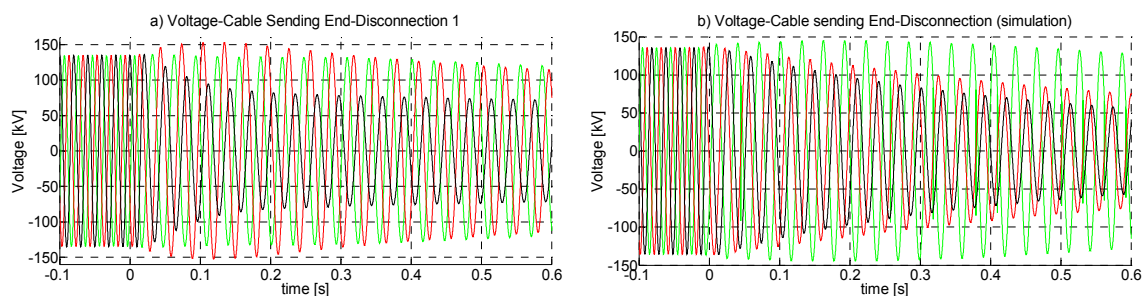 a) Voltage-Cable Sending End-Disconnection 1
150
100
50
0
-50
-100
-150
Voltage [kV]
-0.1 0 0.1 0.2 0.3 0.4 0.5 0.6
time [s]
b) Voltage-Cable sending End-Disconnection (simulation)
150
100
50
0
-50
-100
-150
Voltage [kV]
-0.1 0 0.1 0.2 0.3 0.4 0.5 0.6
time [s]